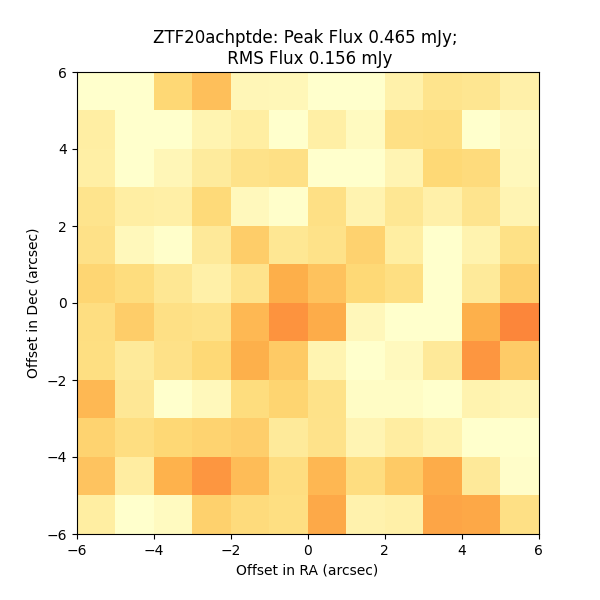 ZTF20achptde: Peak Flux 0.465 mJy;
RMS Flux 0.156 mJy
6
4
2
0
−2
−4
−6
Offset in Dec (arcsec)
−6 −4 −2 0 2 4 6
Offset in RA (arcsec)